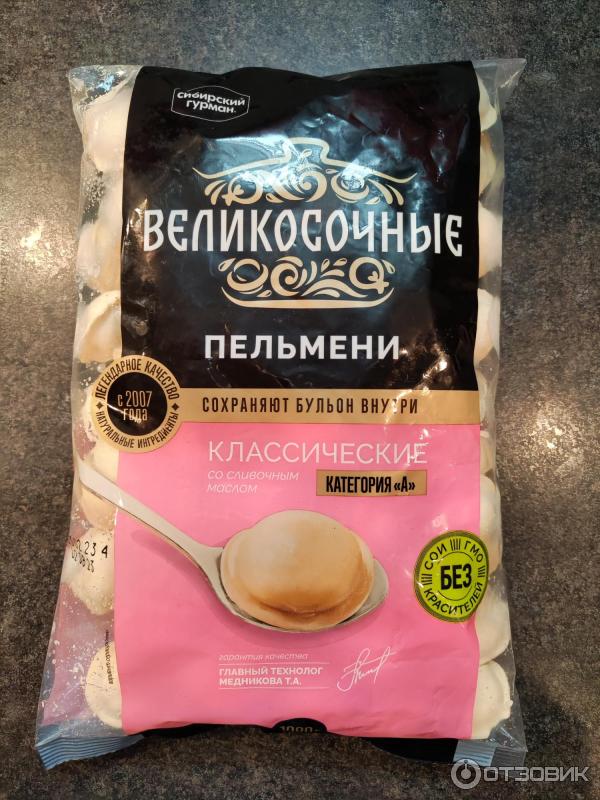 сибирский
гурман
ВЕЛИКОСОЧНЫЕ
ПЕЛЬМЕНИ
СОХРАНЯЮТ БУЛЬОН ВНУТРИ
ЛЕГЕНДАРНОЕ КАЧЕСТВО
с 2007
года
НАТУРАЛЬНЫЕ ИНГРЕДИЕНТЫ
КЛАССИЧЕСКИЕ
СО СЛИВОЧНЫМ
МАСЛОМ
КАТЕГОРИЯ «А»
СОИ ГМО
БЕЗ
КРАСИТЕЛЕЙ
гарантия качества
ГЛАВНЫЙ ТЕХНОЛОГ
МЕДНИКОВА Т.А.
ОТЗОВИК